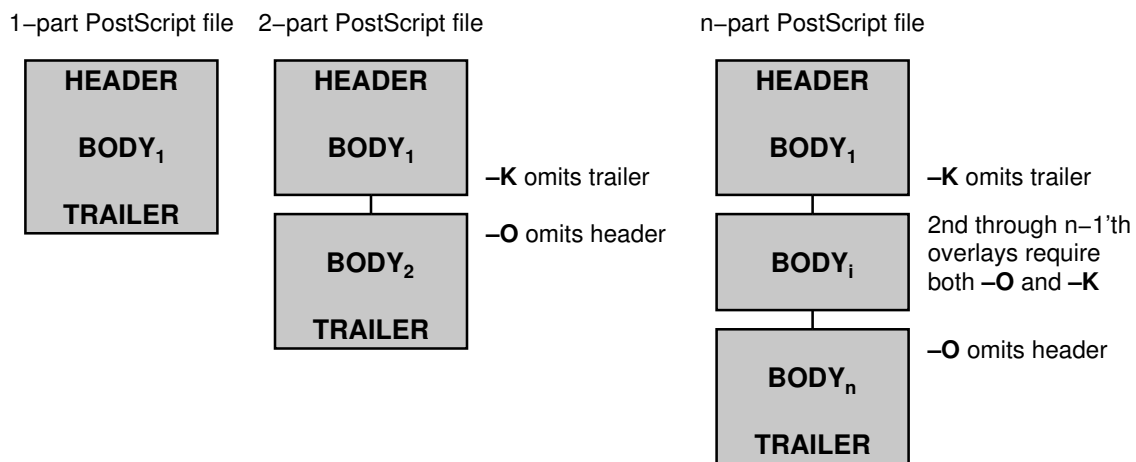 1−part PostScript file
HEADER
BODY₁
TRAILER
2−part PostScript file
HEADER
BODY₁
−K omits trailer
−O omits header
BODY₂
TRAILER
n−part PostScript file
HEADER
BODY₁
−K omits trailer
BODYᵢ
2nd through n−1'th
overlays require
both −O and −K
−O omits header
BODYₙ
TRAILER